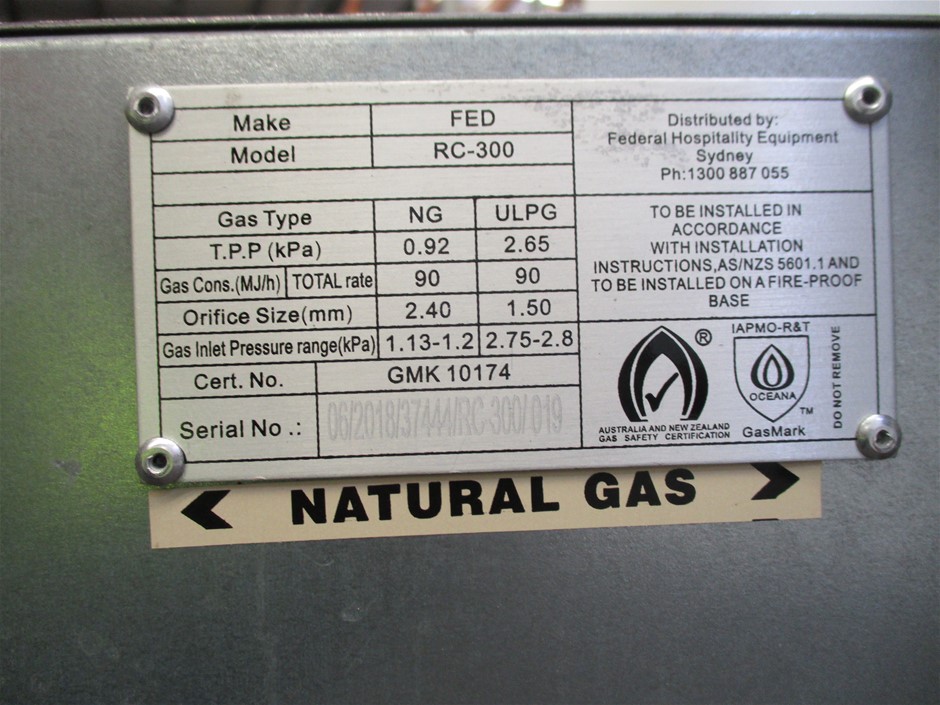 Make FED
Model RC-300
Gas Type NG ULPG
T.P.P (kPa) 0.92 2.65
Gas Cons.(MJ/h) TOTAL rate 90 90
Orifice Size(mm) 2.40 1.50
Gas Inlet Pressure range(kPa) 1.13-1.2 2.75-2.8
Cert. No. GMK 10174
Serial No .: 06/2018/37444/RC-300/019
Distributed by:
Federal Hospitality Equipment
Sydney
Ph:1300 887 055
TO BE INSTALLED IN
ACCORDANCE
WITH INSTALLATION
INSTRUCTIONS,AS/NZS 5601.1 AND
TO BE INSTALLED ON A FIRE-PROOF
BASE
®
AUSTRALIA AND NEW ZEALAND
GAS SAFETY CERTIFICATION
IAPMO-R&T
OCEANA
TM
GasMark
DO NOT REMOVE
NATURAL GAS